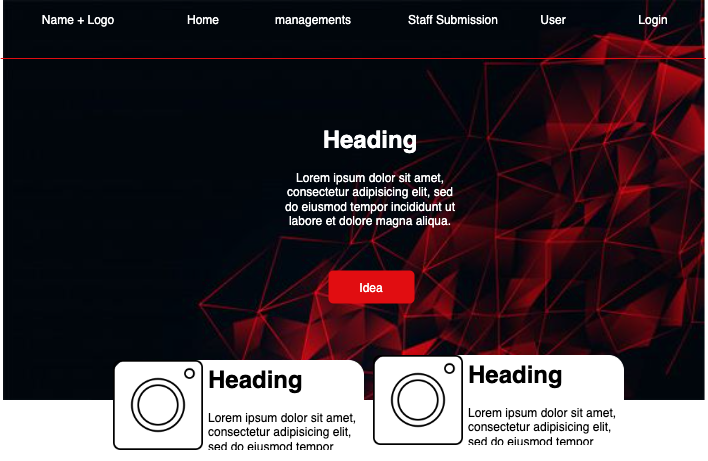 Name + Logo Home managements Staff Submission User Login
Heading
Lorem ipsum dolor sit amet,
consectetur adipisicing elit, sed
do eiusmod tempor incididunt ut
labore et dolore magna aliqua.
Idea
Heading
Lorem ipsum dolor sit amet,
consectetur adipisicing elit,
sed do eiusmod tempor
Heading
Lorem ipsum dolor sit amet,
consectetur adipisicing elit,
sed do eiusmod tempor